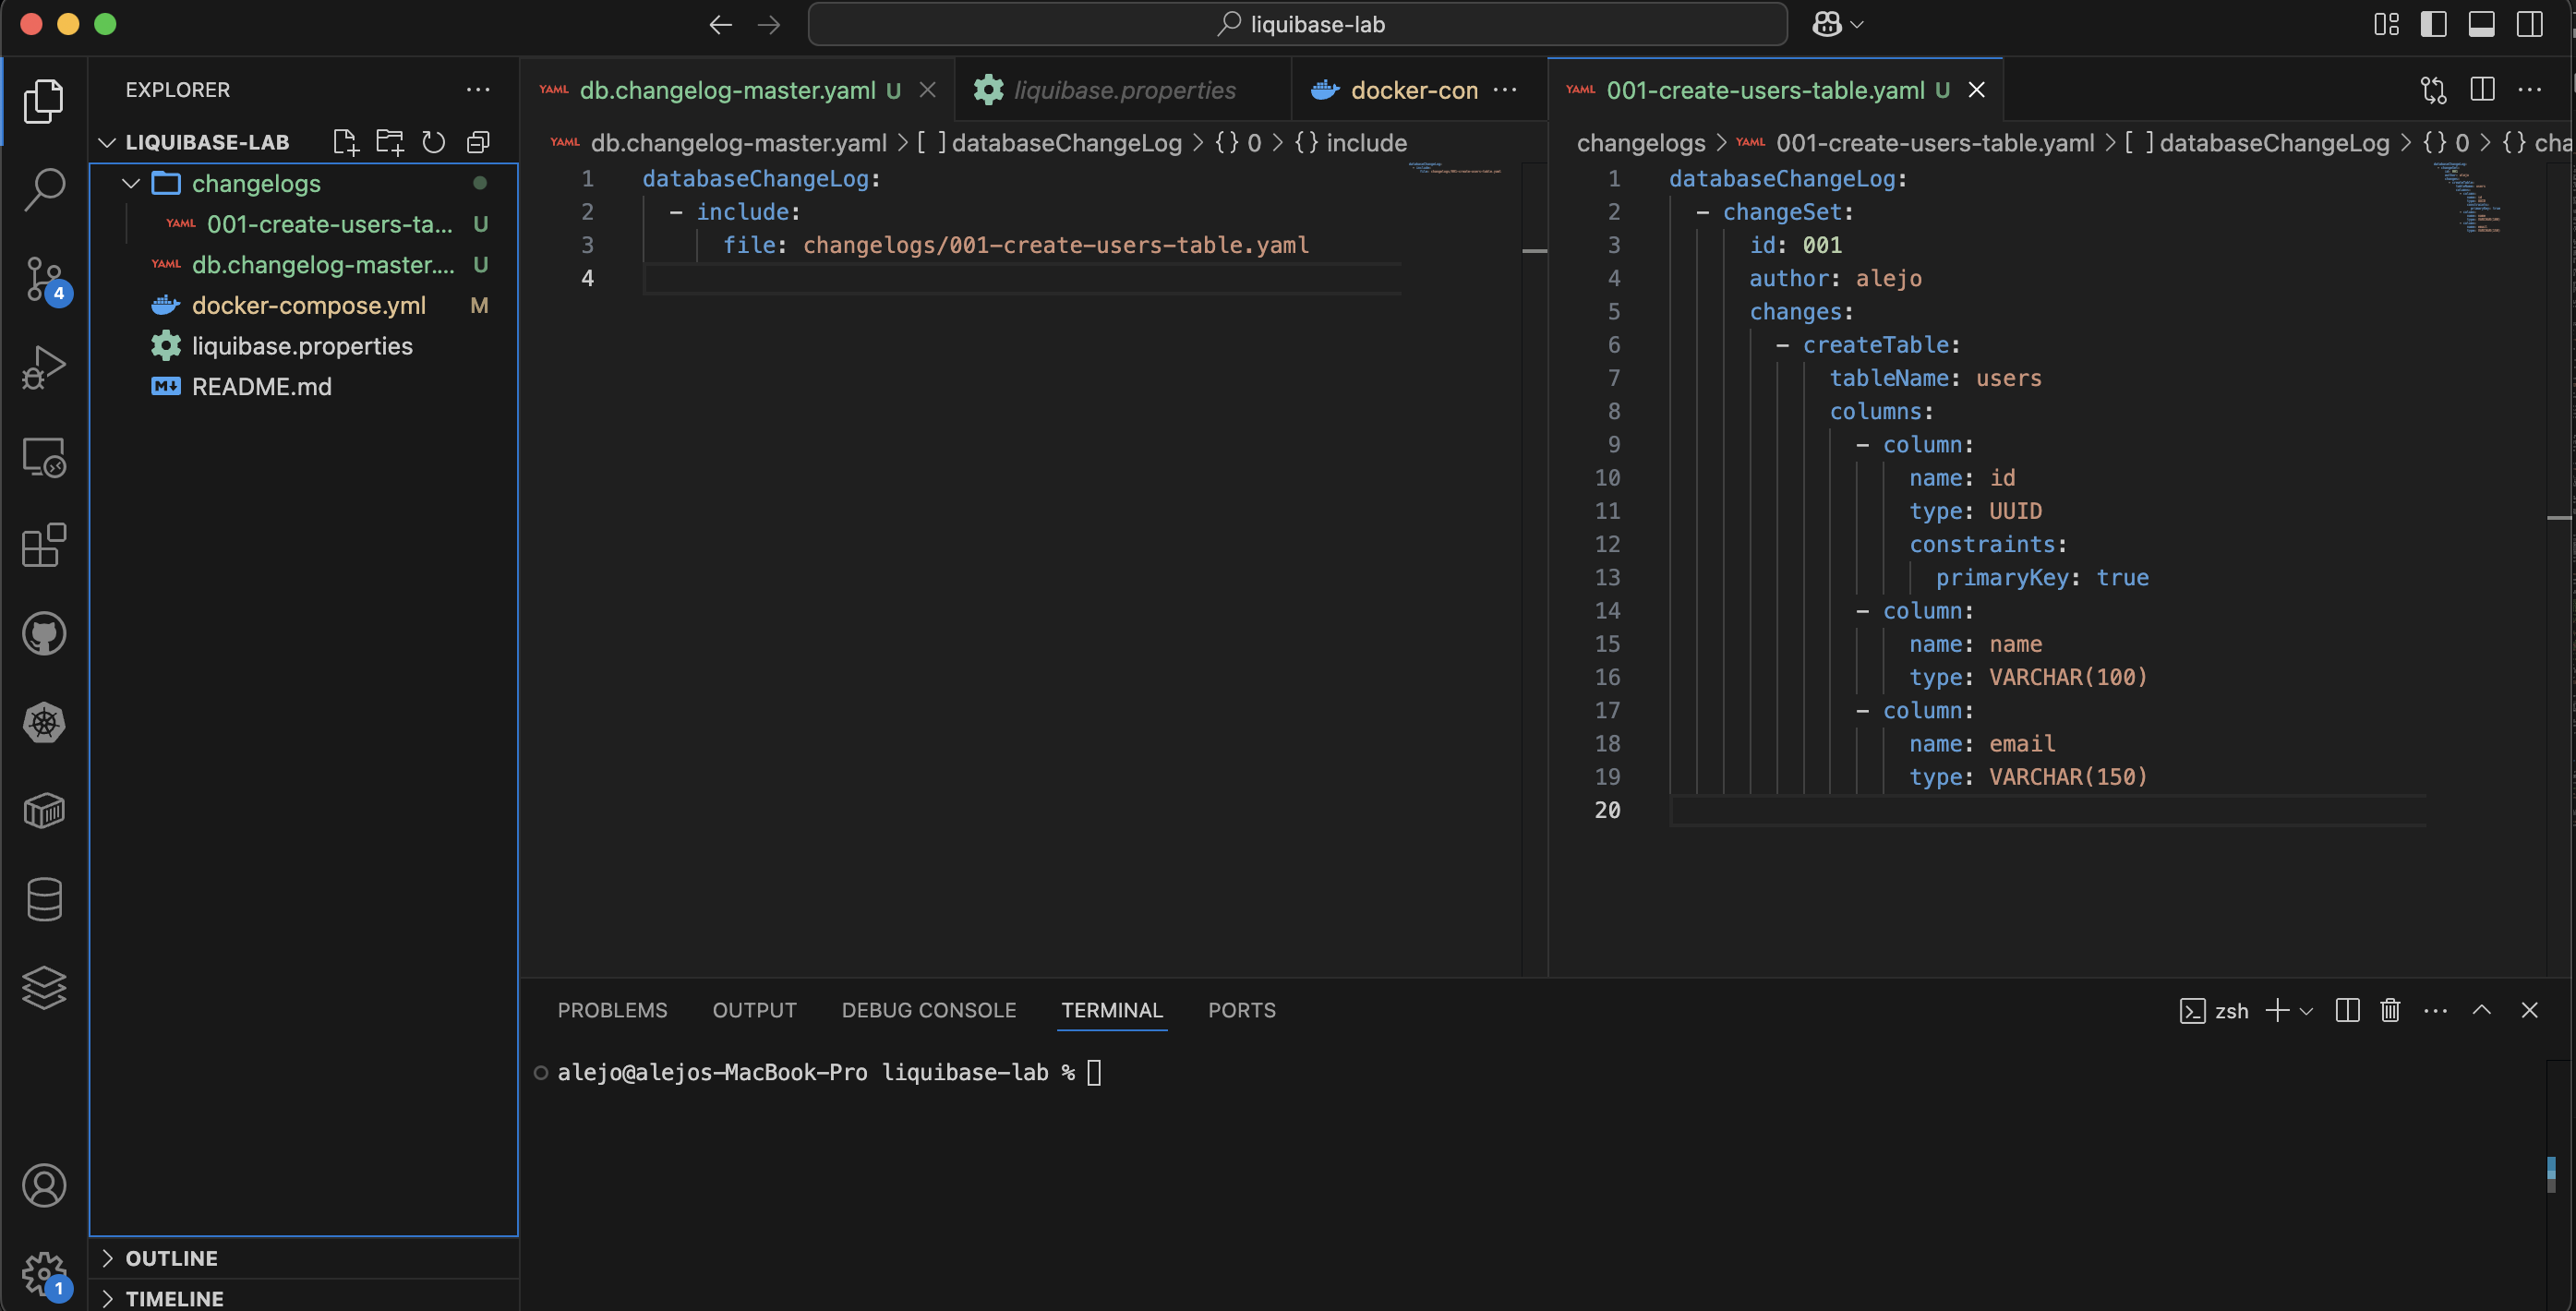 liquibase-lab
EXPLORER
LIQUIBASE-LAB
changelogs
YAML 001-create-users-ta... U
YAML db.changelog-master.... U
docker-compose.yml M
liquibase.properties
README.md
4
1
OUTLINE
TIMELINE
YAML db.changelog-master.yaml U
liquibase.properties
docker-con ...
YAML db.changelog-master.yaml > [ ] databaseChangeLog > {} 0 > {} include
1 databaseChangeLog:
2 - include:
3 file: changelogs/001-create-users-table.yaml
4
YAML 001-create-users-table.yaml U
changelogs > YAML 001-create-users-table.yaml > [ ] databaseChangeLog > {} 0 > {} cha
1 databaseChangeLog:
2 - changeSet:
3 id: 001
4 author: alejo
5 changes:
6 - createTable:
7 tableName: users
8 columns:
9 - column:
10 name: id
11 type: UUID
12 constraints:
13 primaryKey: true
14 - column:
15 name: name
16 type: VARCHAR(100)
17 - column:
18 name: email
19 type: VARCHAR(150)
20
PROBLEMS OUTPUT DEBUG CONSOLE TERMINAL PORTS
zsh
alejo@alejos-MacBook-Pro liquibase-lab %